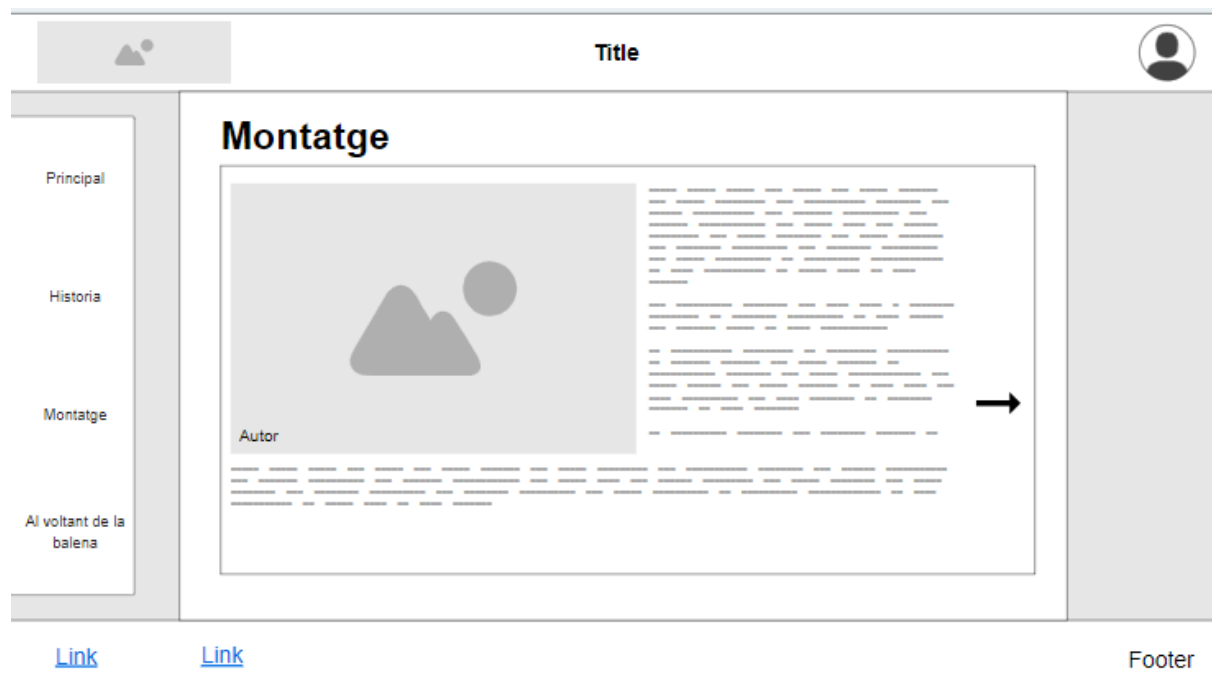 Title
Montatge
Principal
Historia
Montatge
Al voltant de la
balena
Autor
Link
Link
Footer